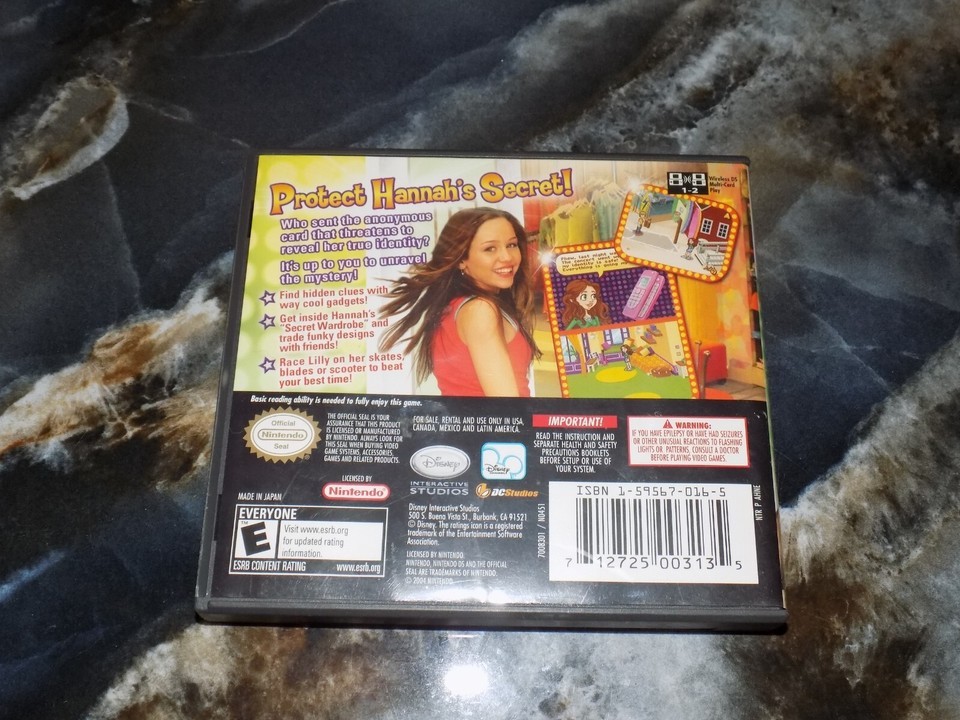 Protect Hannah's Secret!
Who sent the anonymous
card that threatens to
reveal her true identity?
It's up to you to unravel
the mystery!
Find hidden clues with
way cool gadgets!
Get inside Hannah's
"Secret Wardrobe" and
trade funky designs
with friends!
Race Lilly on her skates,
blades or scooter to beat
your best time!
1-2
Wireless DS
Multi-Card
Play
Phew, last night
Basic reading ability is needed to fully enjoy this game.
Official
Nintendo
Seal
THE OFFICIAL SEAL IS YOUR
ASSURANCE THAT THIS PRODUCT
IS LICENSED OR MANUFACTURED
BY NINTENDO. ALWAYS LOOK FOR
THIS SEAL WHEN BUYING VIDEO
GAME SYSTEMS, ACCESSORIES,
GAMES AND RELATED PRODUCTS.
LICENSED BY
Nintendo
MADE IN JAPAN
EVERYONE
E
TM
Visit www.esrb.org
for updated rating
information.
ESRB CONTENT RATING www.esrb.org
FOR SALE, RENTAL AND USE ONLY IN USA,
CANADA, MEXICO AND LATIN AMERICA.
Disney
Disney
INTERACTIVE
STUDIOS
DC Studios
Disney Interactive Studios
500 S. Buena Vista St., Burbank, CA 91521
© Disney. The ratings icon is a registered
trademark of the Entertainment Software
Association.
LICENSED BY NINTENDO.
NINTENDO, NINTENDO DS AND THE OFFICIAL
SEAL ARE TRADEMARKS OF NINTENDO.
© 2004 NINTENDO.
IMPORTANT!
READ THE INSTRUCTION AND
SEPARATE HEALTH AND SAFETY
PRECAUTIONS BOOKLETS
BEFORE SETUP OR USE OF
YOUR SYSTEM.
WARNING:
IF YOU HAVE EPILEPSY OR HAVE HAD SEIZURES
OR OTHER UNUSUAL REACTIONS TO FLASHING
LIGHTS OR PATTERNS, CONSULT A DOCTOR
BEFORE PLAYING VIDEO GAMES.
7008301 / N0451
ISBN 1-59567-016-5
7 12725 00313 5